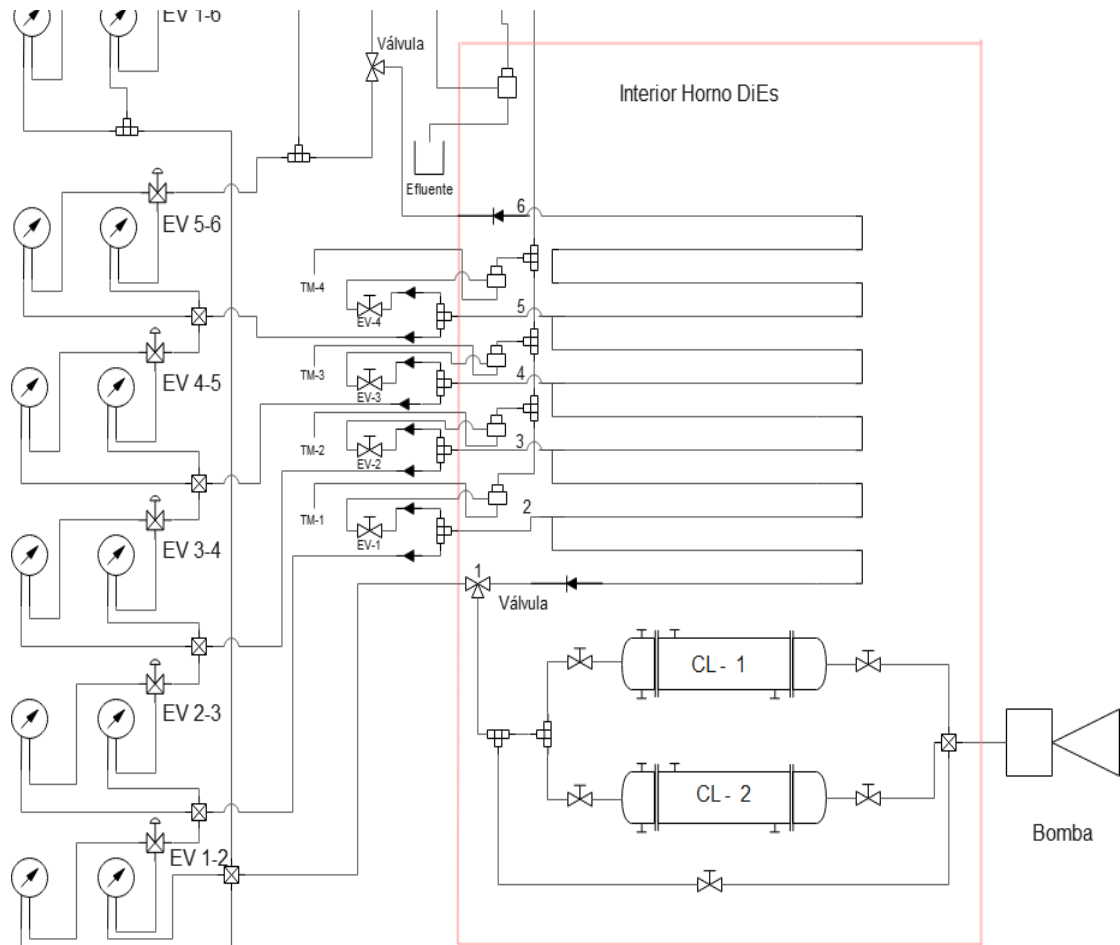 EV 1-6
Válvula
Interior Horno DiEs
Efluente
6
EV 5-6
TM-4
EV-4
5
EV 4-5
TM-3
EV-3
4
TM-2
EV-2
3
EV 3-4
TM-1
EV-1
2
1
Válvula
CL - 1
EV 2-3
CL - 2
Bomba
EV 1-2